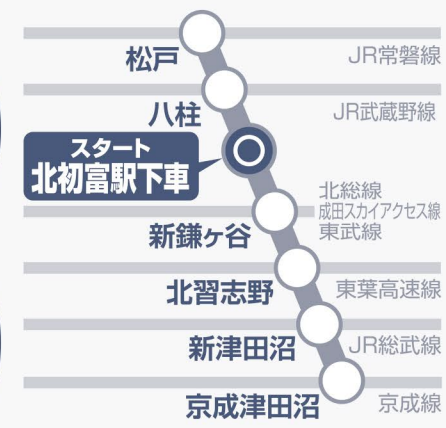 松戸
JR常磐線
八柱
JR武蔵野線
スタート
北初富駅下車
新鎌ヶ谷
北総線
成田スカイアクセス線
東武線
北習志野
東葉高速線
新津田沼
JR総武線
京成津田沼
京成線